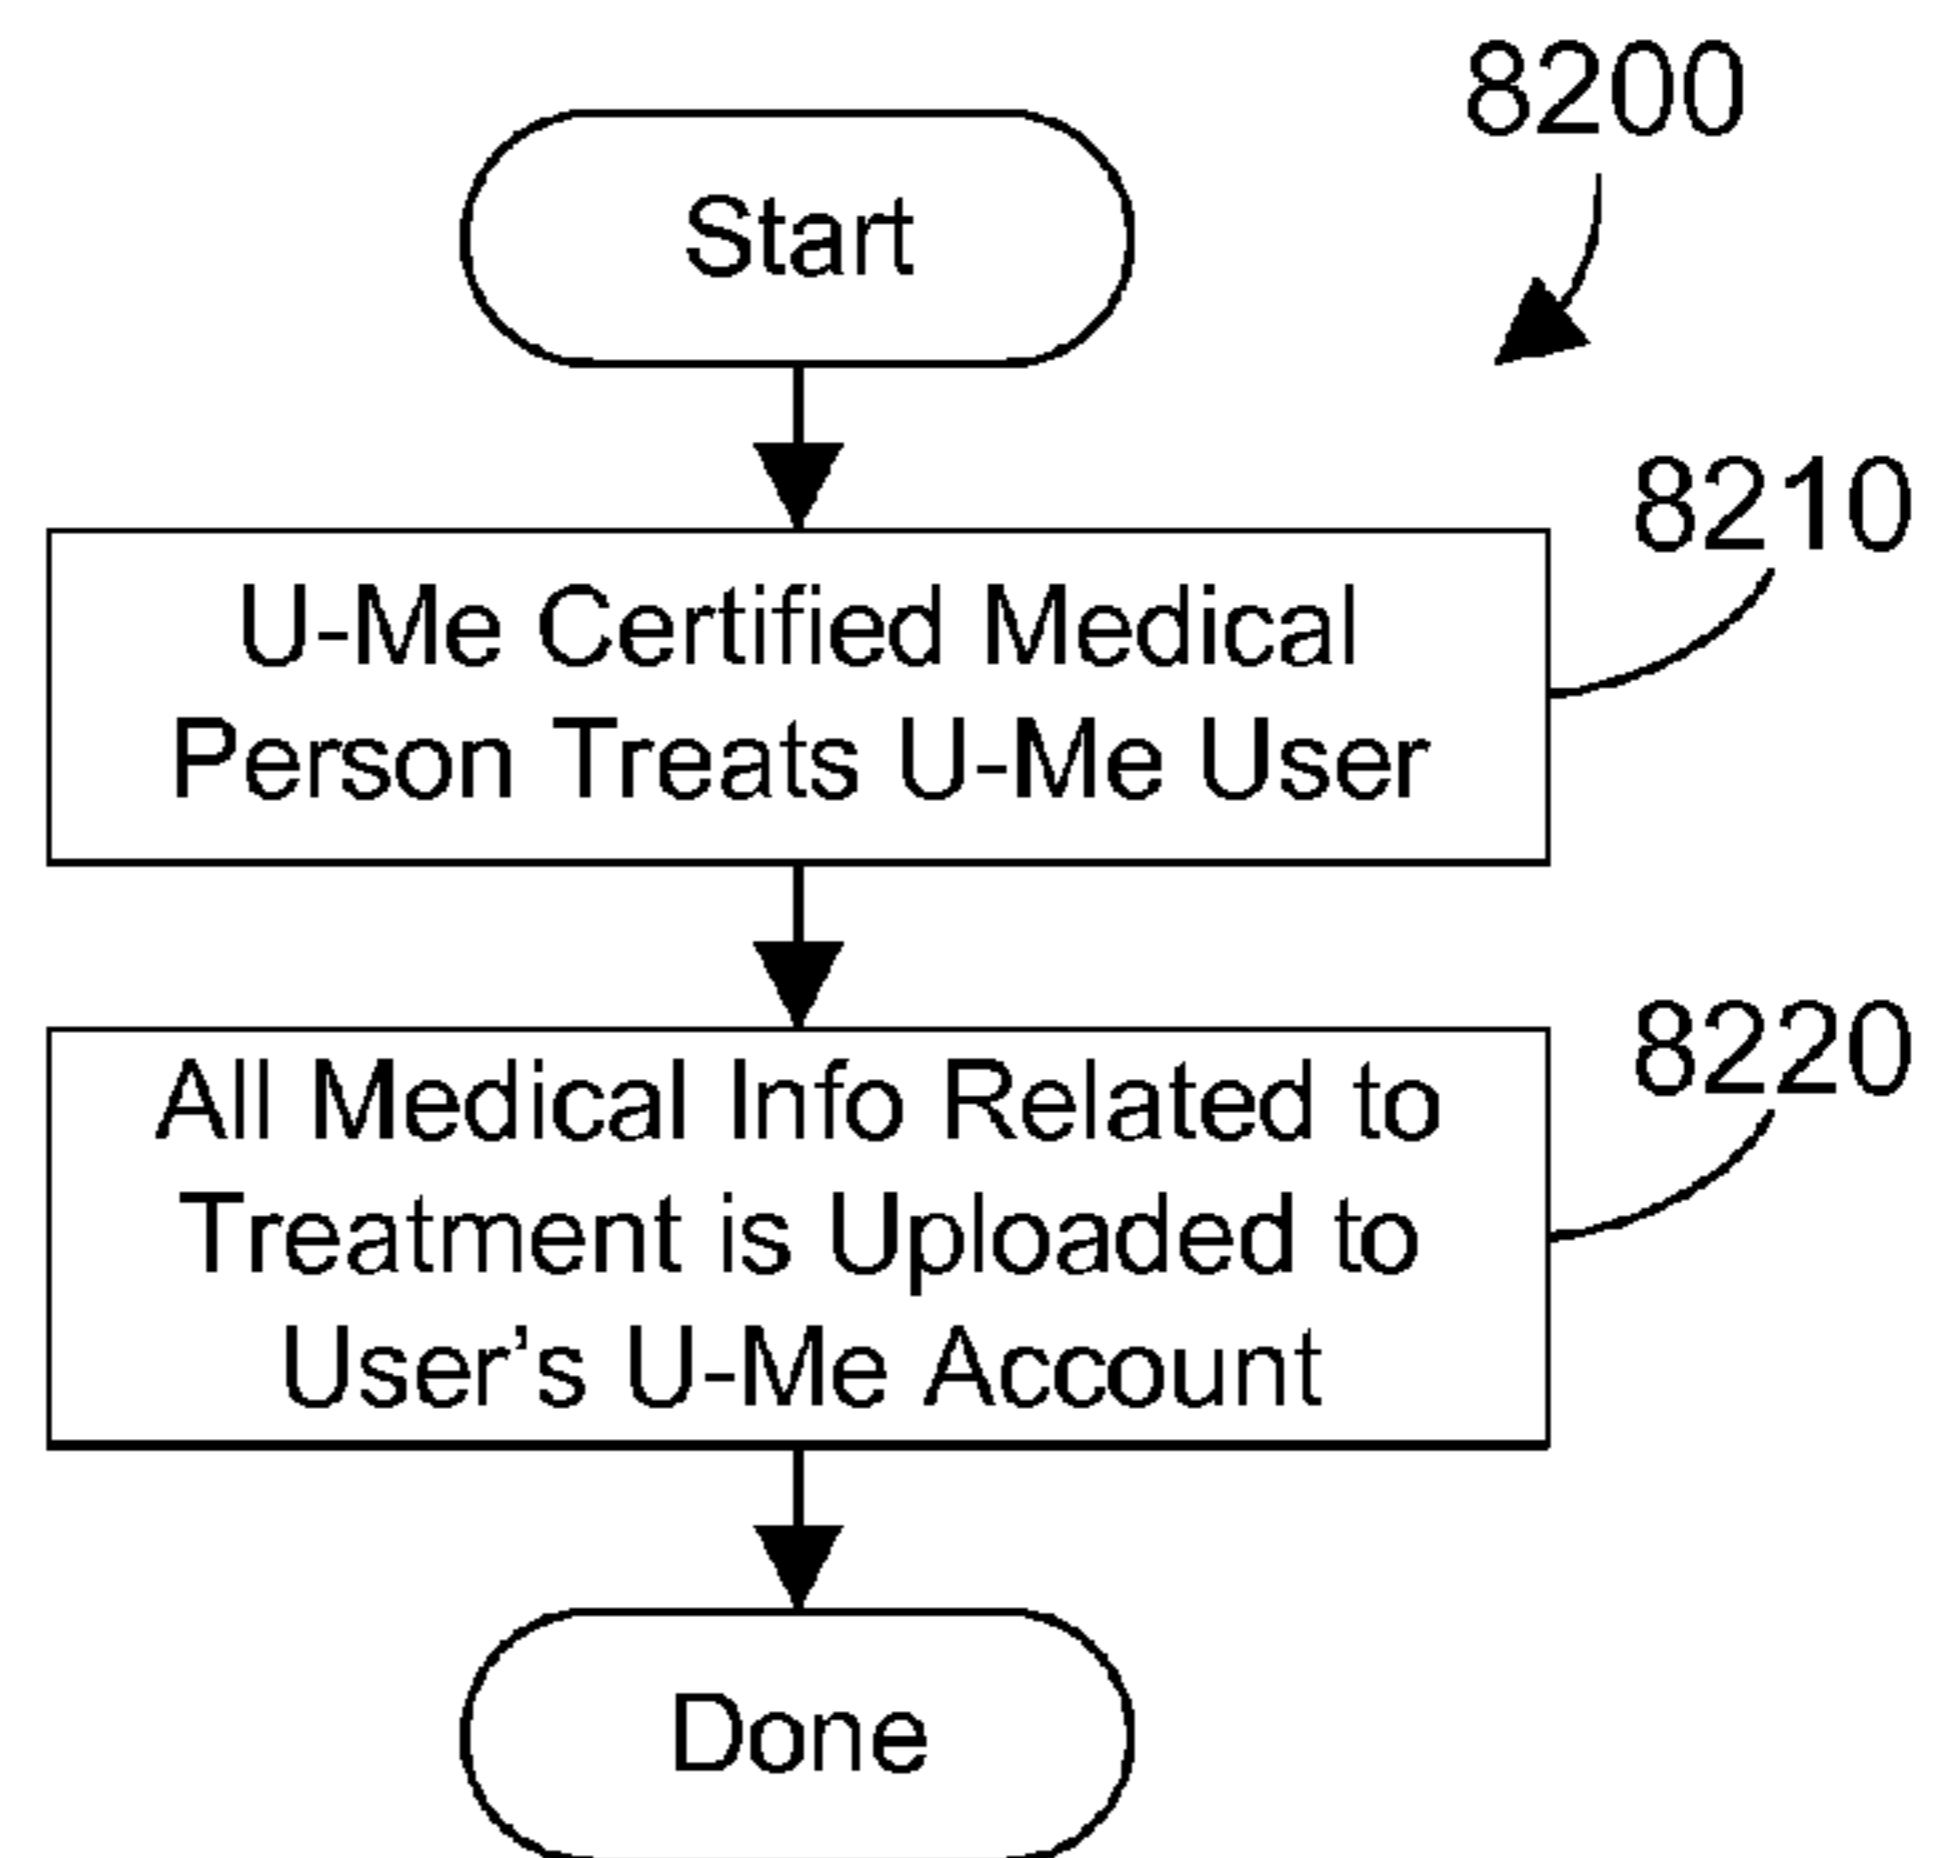 8200
Start
8210
U-Me Certified Medical
Person Treats U-Me User
8220
All Medical Info Related to
Treatment is Uploaded to
User’s U-Me Account
Done